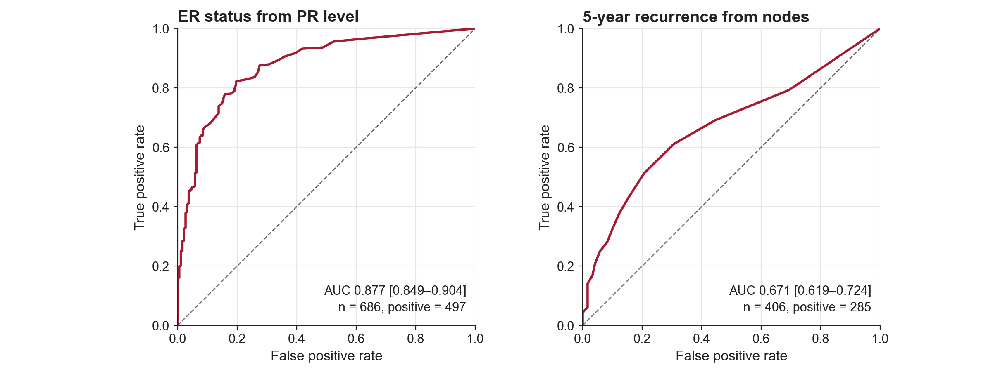 ER status from PR level
1.0
0.8
0.6
0.4
0.2
0.0
True positive rate
AUC 0.877 [0.849–0.904]
n = 686, positive = 497
0.0 0.2 0.4 0.6 0.8 1.0
False positive rate
5-year recurrence from nodes
1.0
0.8
0.6
0.4
0.2
0.0
True positive rate
AUC 0.671 [0.619–0.724]
n = 406, positive = 285
0.0 0.2 0.4 0.6 0.8 1.0
False positive rate